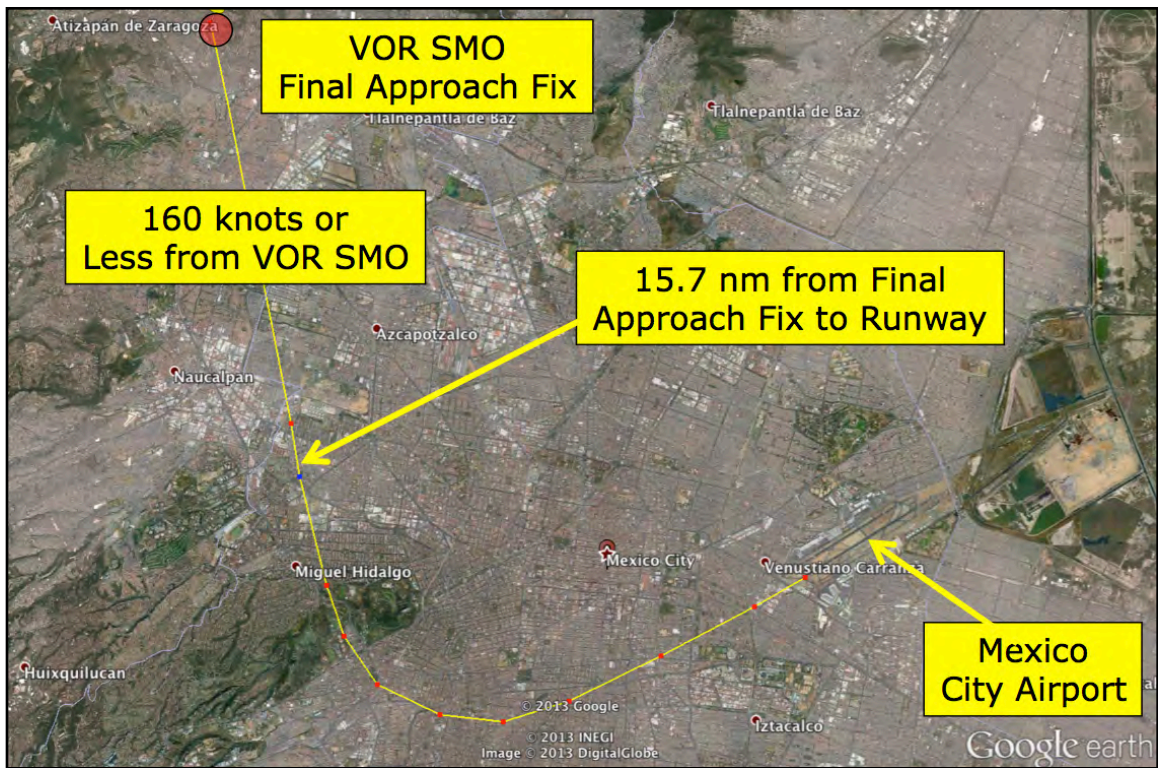 Atizapán de Zaragoza
VOR SMO
Final Approach Fix
Tlalnepantla de Baz
Tlalnepantla de Baz
160 knots or
Less from VOR SMO
15.7 nm from Final
Approach Fix to Runway
Azcapotzalco
Naucalpan
Mexico City
Venustiano Carranza
Miguel Hidalgo
Mexico
City Airport
Huixquilucan
© 2013 Google
Iztacalco
© 2013 INEGI
Image © 2013 DigitalGlobe
Google earth